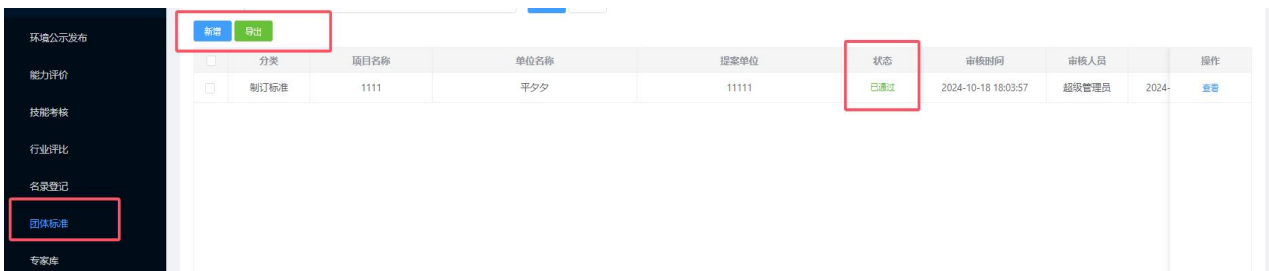 环境公示发布
能力评价
技能考核
行业评比
名录登记
团体标准
专家库
新增 导出
分类 项目名称 单位名称 提案单位 状态 审核时间 审核人员 操作
制订标准 1111 平夕夕 11111 已通过 2024-10-18 18:03:57 超级管理员 2024- 查看